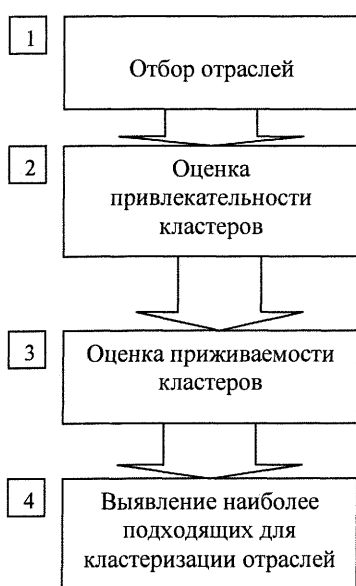 1
Отбор отраслей
2
Оценка
привлекательности
кластеров
3
Оценка приживаемости
кластеров
4
Выявление наиболее
подходящих для
кластеризации отраслей